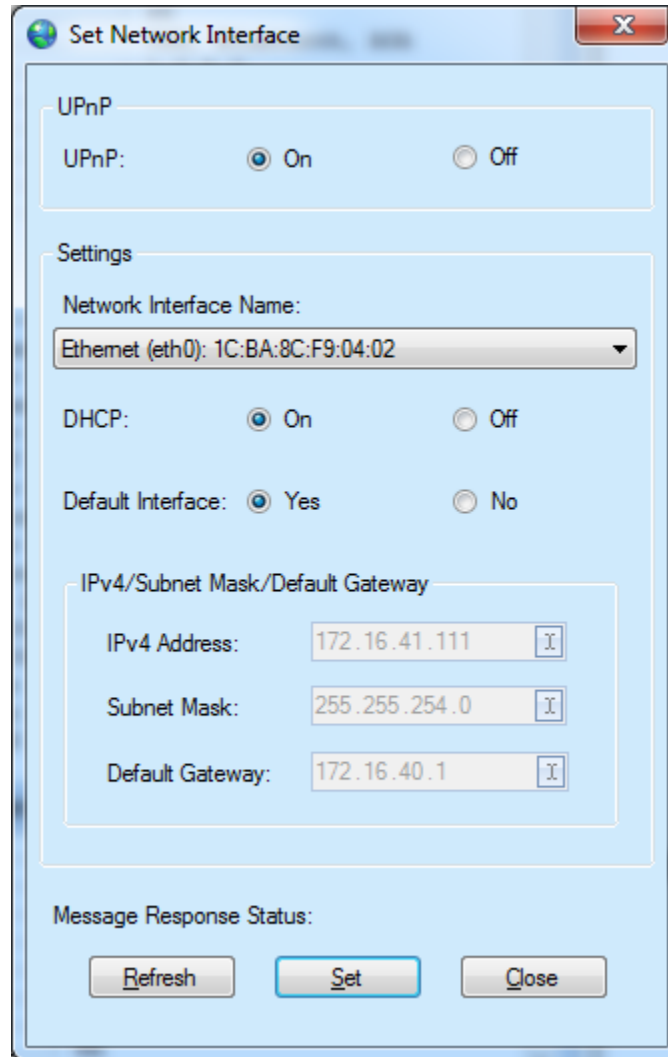 Set Network Interface
UPnP
UPnP: On Off
Settings
Network Interface Name:
Ethernet (eth0): 1C:BA:8C:F9:04:02
DHCP: On Off
Default Interface: Yes No
IPv4/Subnet Mask/Default Gateway
IPv4 Address: 172.16.41.111
Subnet Mask: 255.255.254.0
Default Gateway: 172.16.40.1
Message Response Status:
Refresh Set Close